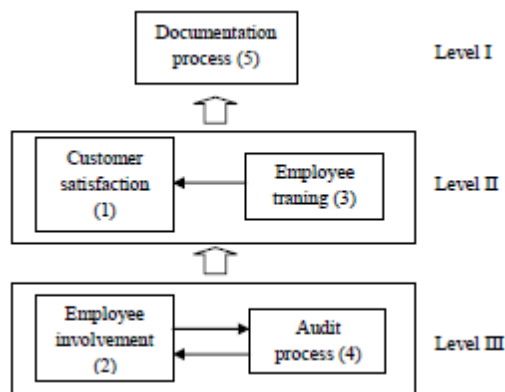 Documentation
process (5)
Level I
Customer
satisfaction
(1)
Employee
traning (3)
Level II
Employee
involvement
(2)
Audit
process (4)
Level III